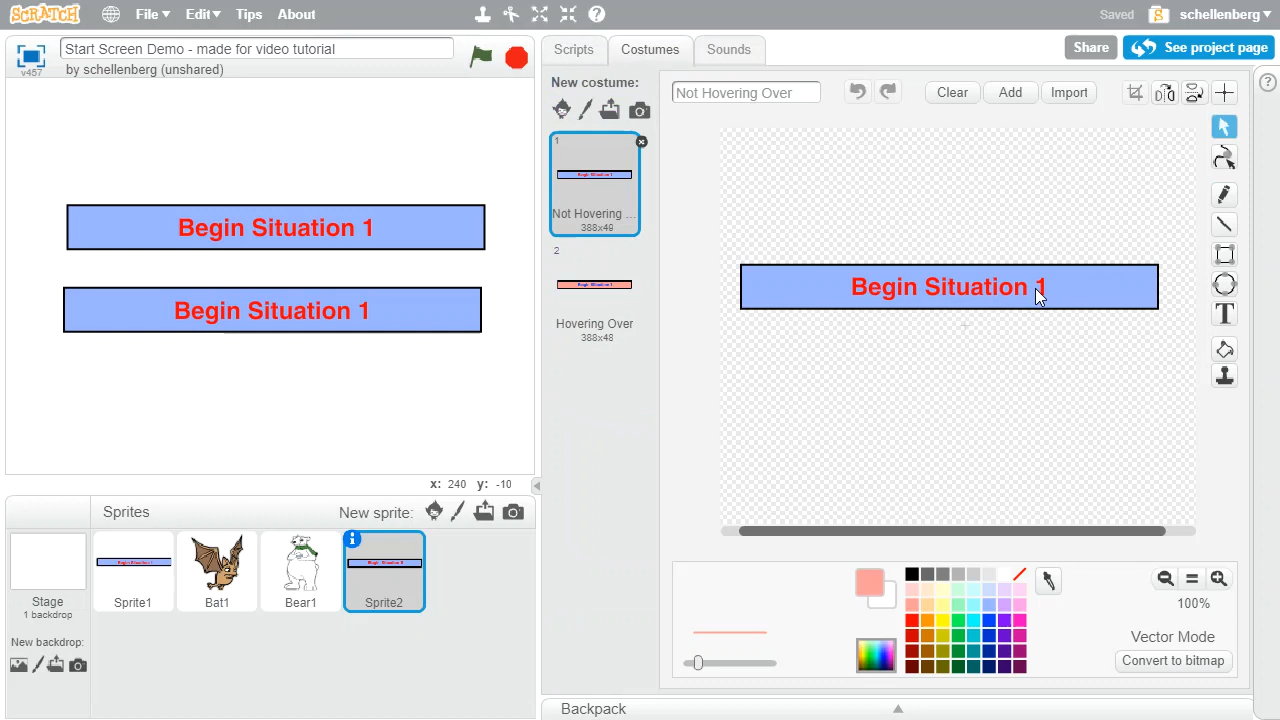 SCRATCH File Edit Tips About Saved schellenberg
v457 Start Screen Demo - made for video tutorial
by schellenberg (unshared)
Scripts Costumes Sounds Share See project page
New costume: Not Hovering Over Clear Add Import
1
Not Hovering ...
388x49
2
Hovering Over
388x48
Begin Situation 1
Begin Situation 1
Begin Situation 1
x: 240 y: -10
Sprites New sprite:
Stage
1 backdrop
New backdrop:
Sprite1 Bat1 Bear1 Sprite2
100%
Vector Mode
Convert to bitmap
Backpack